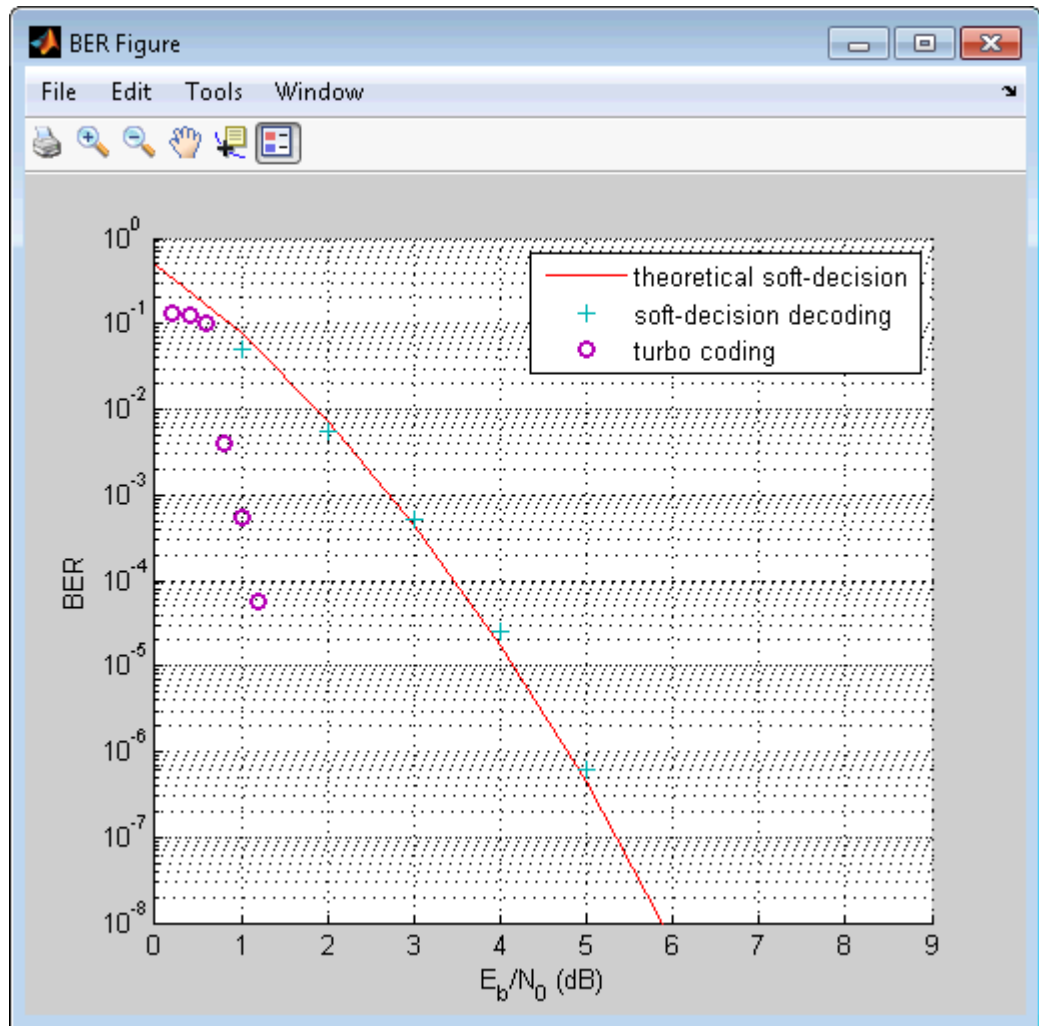 BER Figure
File Edit Tools Window
10^0
10^-1
10^-2
10^-3
10^-4
10^-5
10^-6
10^-7
10^-8
BER
theoretical soft-decision
soft-decision decoding
turbo coding
0 1 2 3 4 5 6 7 8 9
E_b/N_0 (dB)